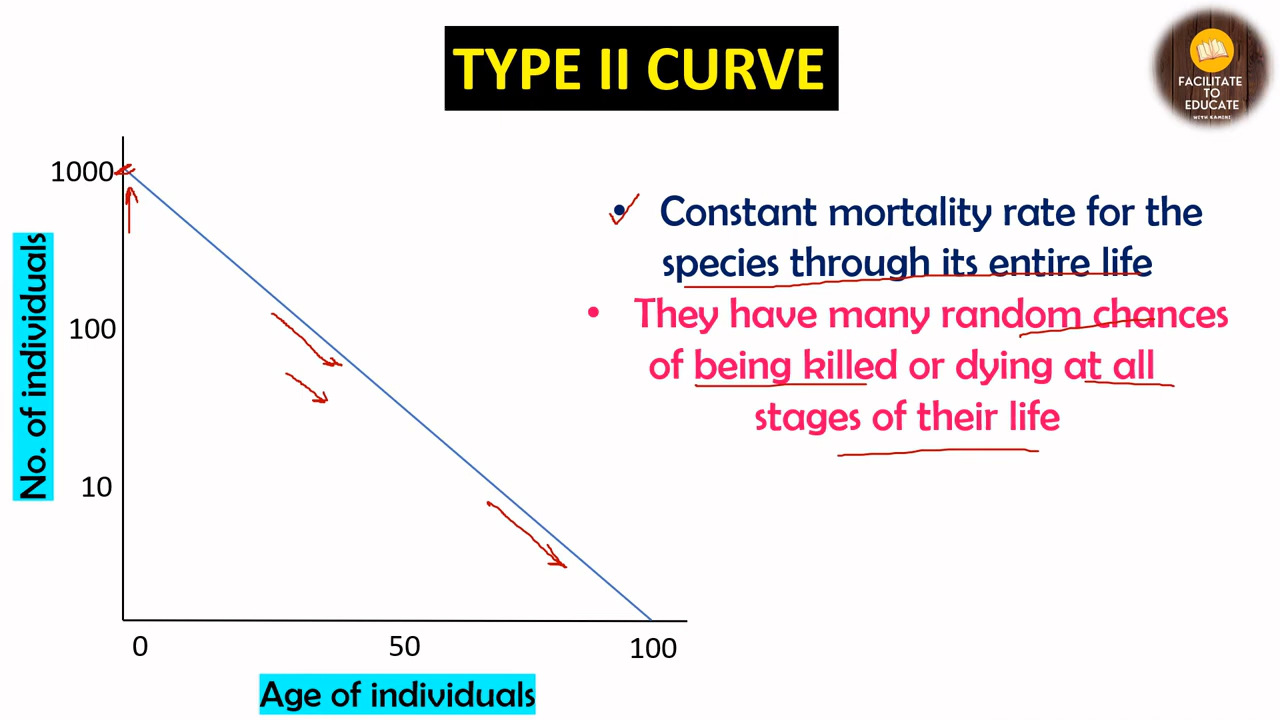 TYPE II CURVE
FACILITATE
TO
EDUCATE
WITH KAMINI
1000
100
10
No. of individuals
0
50
100
Age of individuals
• Constant mortality rate for the
species through its entire life
• They have many random chances
of being killed or dying at all
stages of their life